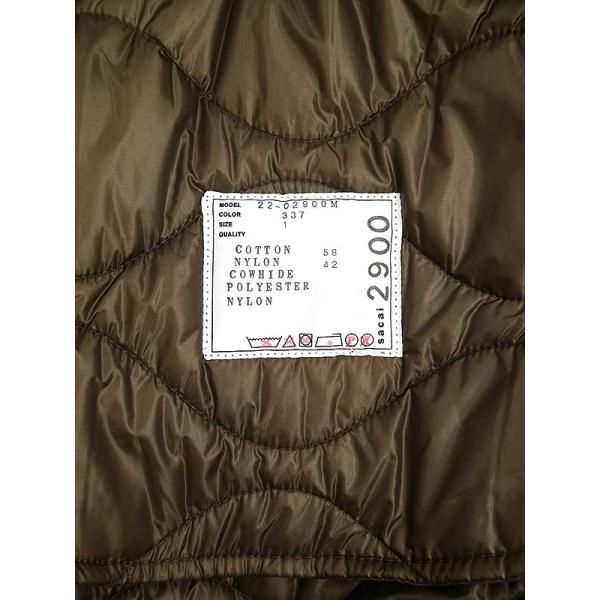 MODEL 22-02900M
COLOR 337
SIZE 1
QUALITY
COTTON 58
NYLON 42
COWHIDE
POLYESTER
NYLON
sacai 2900